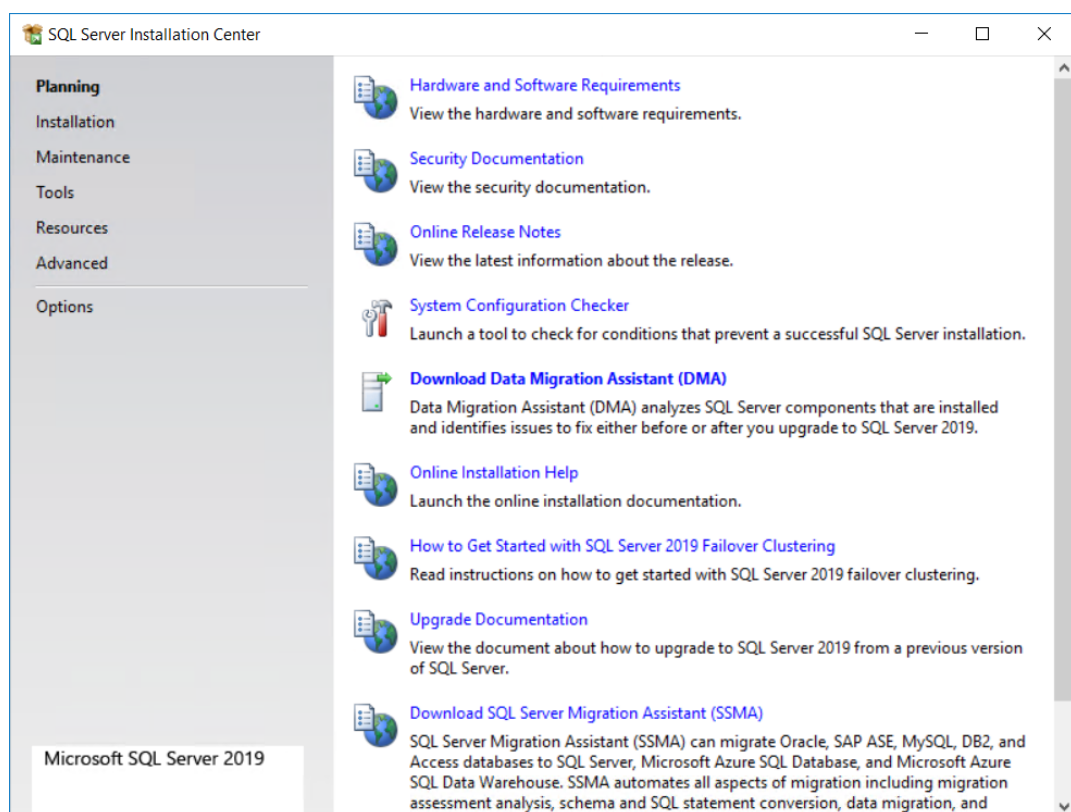 SQL Server Installation Center
Planning
Installation
Maintenance
Tools
Resources
Advanced
Options
Microsoft SQL Server 2019
Hardware and Software Requirements
View the hardware and software requirements.
Security Documentation
View the security documentation.
Online Release Notes
View the latest information about the release.
System Configuration Checker
Launch a tool to check for conditions that prevent a successful SQL Server installation.
Download Data Migration Assistant (DMA)
Data Migration Assistant (DMA) analyzes SQL Server components that are installed
and identifies issues to fix either before or after you upgrade to SQL Server 2019.
Online Installation Help
Launch the online installation documentation.
How to Get Started with SQL Server 2019 Failover Clustering
Read instructions on how to get started with SQL Server 2019 failover clustering.
Upgrade Documentation
View the document about how to upgrade to SQL Server 2019 from a previous version
of SQL Server.
Download SQL Server Migration Assistant (SSMA)
SQL Server Migration Assistant (SSMA) can migrate Oracle, SAP ASE, MySQL, DB2, and
Access databases to SQL Server, Microsoft Azure SQL Database, and Microsoft Azure
SQL Data Warehouse. SSMA automates all aspects of migration including migration
assessment analysis, schema and SQL statement conversion, data migration, and